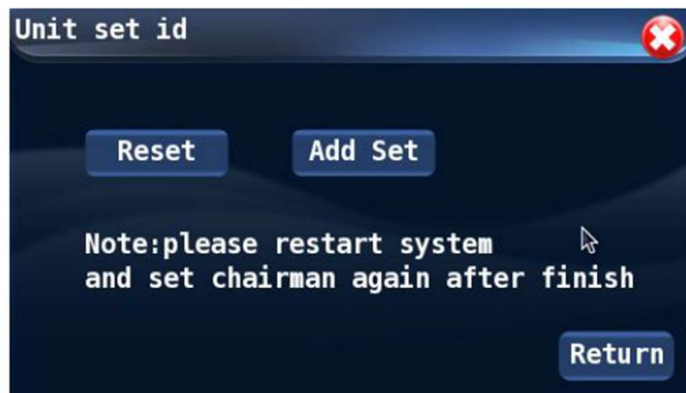 Unit set id
Reset
Add Set
Note:please restart system
and set chairman again after finish
Return